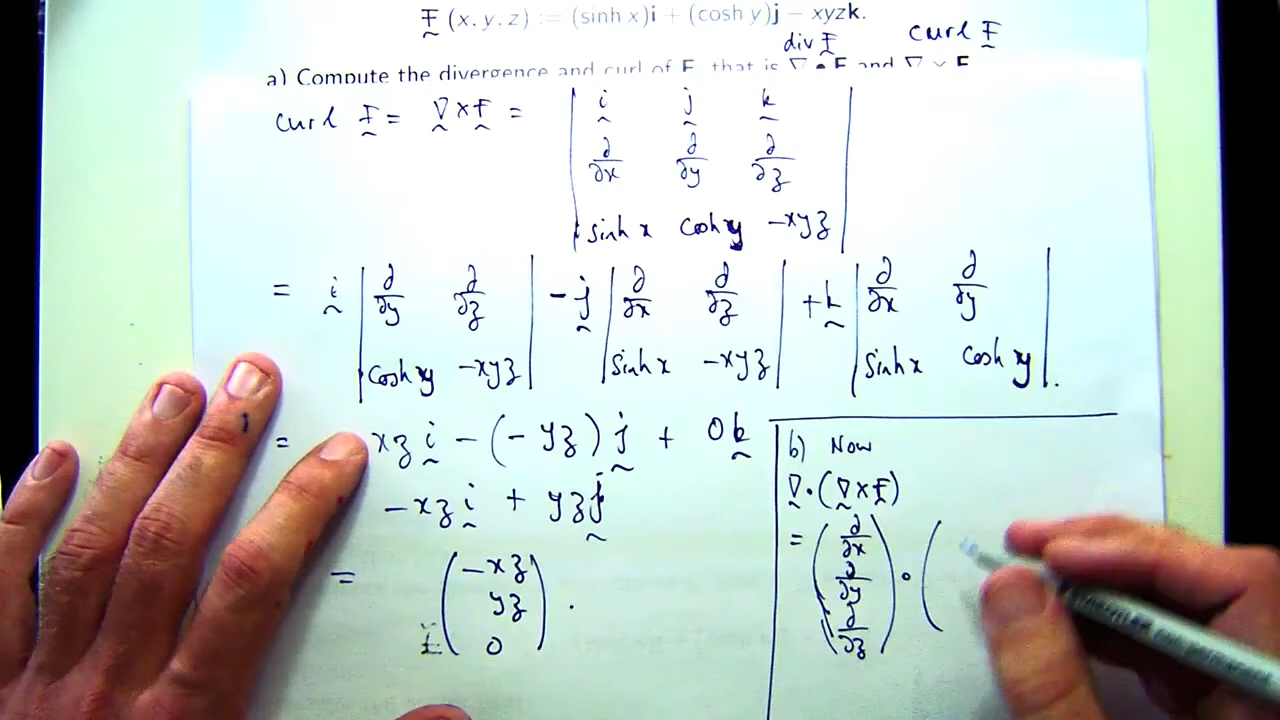 F (x, y, z) := (sinh x)i + (cosh y)j − xyzk.
div F curl F
a) Compute the divergence and curl of F, that is ∇ • F and ∇ × F
curl F = ∇ × F = | i j k |
| ∂/∂x ∂/∂y ∂/∂z |
| sinh x cosh y −xyz |
= i | ∂/∂y ∂/∂z | − j | ∂/∂x ∂/∂z | + k | ∂/∂x ∂/∂y |
| cosh y −xyz | | sinh x −xyz | | sinh x cosh y | .
= xz i − (− yz) j + 0 k
−xz i + yz j
= ( −xz
yz
0 ) .
b) Now
∇ · (∇ × F)
= ( ∂/∂x
∂/∂y
∂/∂z ) · (